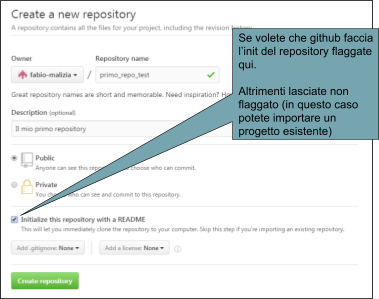 Create a new repository
A repository contains all the files for your project, including the revision history.
Owner
Repository name
fabio-malizia / primo_repo_test
Great repository names are short and memorable. Need inspiration?
Description (optional)
Il mio primo repository
Public
Anyone can see this repository. You choose who can commit.
Private
You choose who can see and commit to this repository.
Initialize this repository with a README
This will let you immediately clone the repository to your computer. Skip this step if you're importing an existing repository.
Add .gitignore: None
Add a license: None
Create repository
Se volete che github faccia
l'init del repository flaggate
qui.
Altrimenti lasciate non
flaggato (in questo caso
potete importare un
progetto esistente)